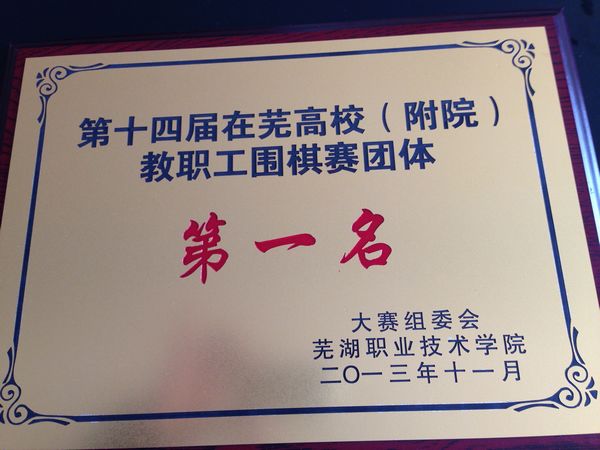 第十四届在芜高校（附院）
教职工围棋赛团体
第一名
大赛组委会
芜湖职业技术学院
二〇一三年十一月